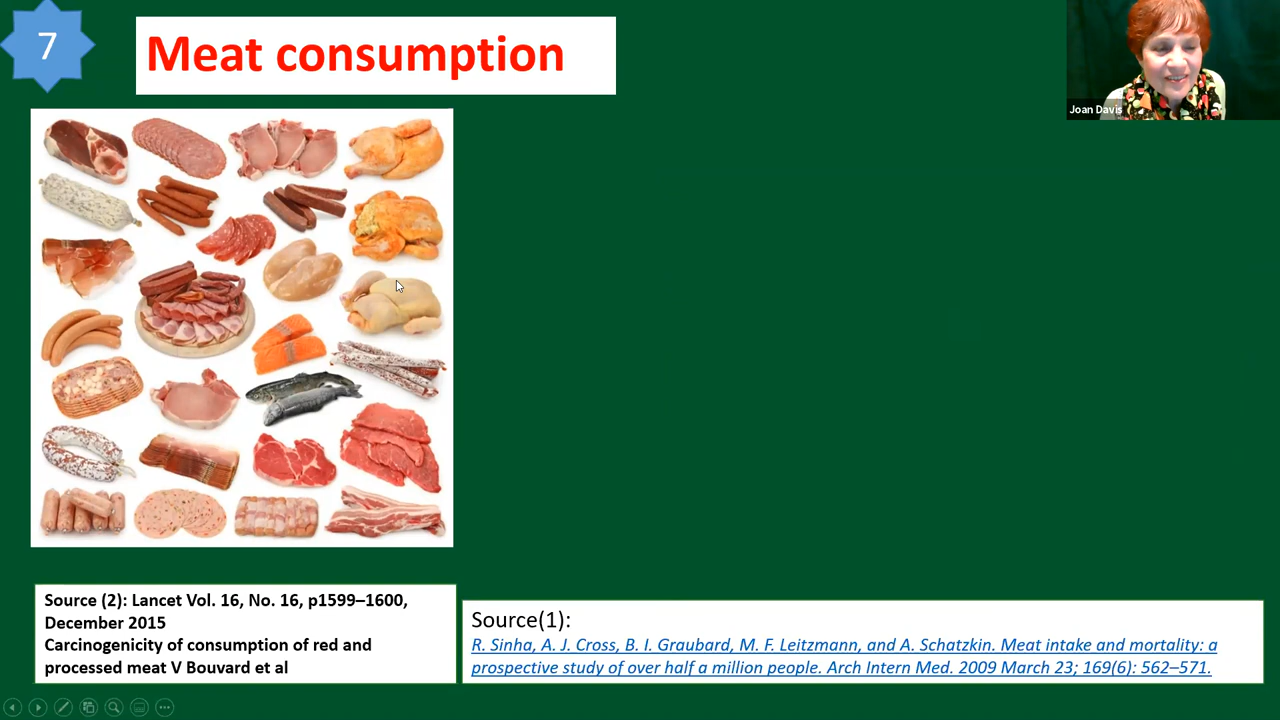 7
Meat consumption
Joan Davis
Source (2): Lancet Vol. 16, No. 16, p1599–1600,
December 2015
Carcinogenicity of consumption of red and
processed meat V Bouvard et al
Source(1):
R. Sinha, A. J. Cross, B. I. Graubard, M. F. Leitzmann, and A. Schatzkin. Meat intake and mortality: a
prospective study of over half a million people. Arch Intern Med. 2009 March 23; 169(6): 562–571.